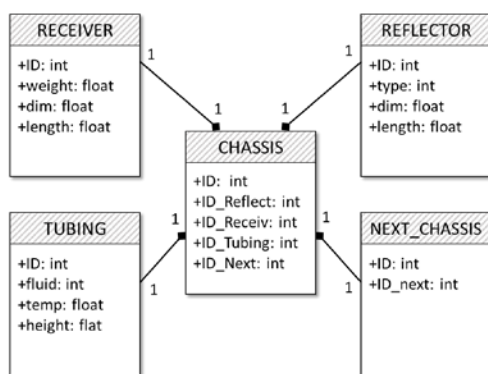 RECEIVER
+ID: int
+weight: float
+dim: float
+length: float
REFLECTOR
+ID: int
+type: int
+dim: float
+length: float
1
1
1
1
CHASSIS
+ID: int
+ID_Reflect: int
+ID_Receiv: int
+ID_Tubing: int
+ID_Next: int
TUBING
+ID: int
+fluid: int
+temp: float
+height: flat
1
1
1
1
NEXT_CHASSIS
+ID: int
+ID_next: int